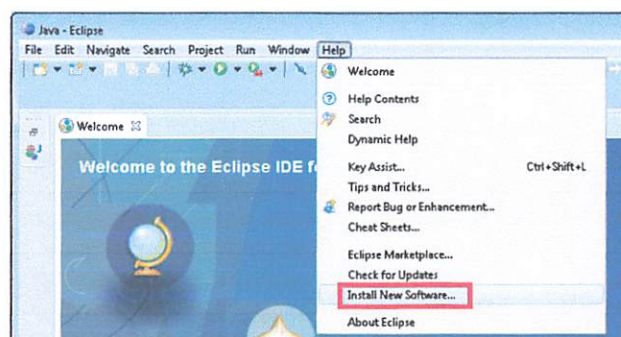 Java - Eclipse
File Edit Navigate Search Project Run Window Help
Welcome
Help Contents
Search
Dynamic Help
Key Assist... Ctrl+Shift+L
Tips and Tricks...
Report Bug or Enhancement...
Cheat Sheets...
Eclipse Marketplace...
Check for Updates
Install New Software...
About Eclipse
Welcome
Welcome to the Eclipse IDE f